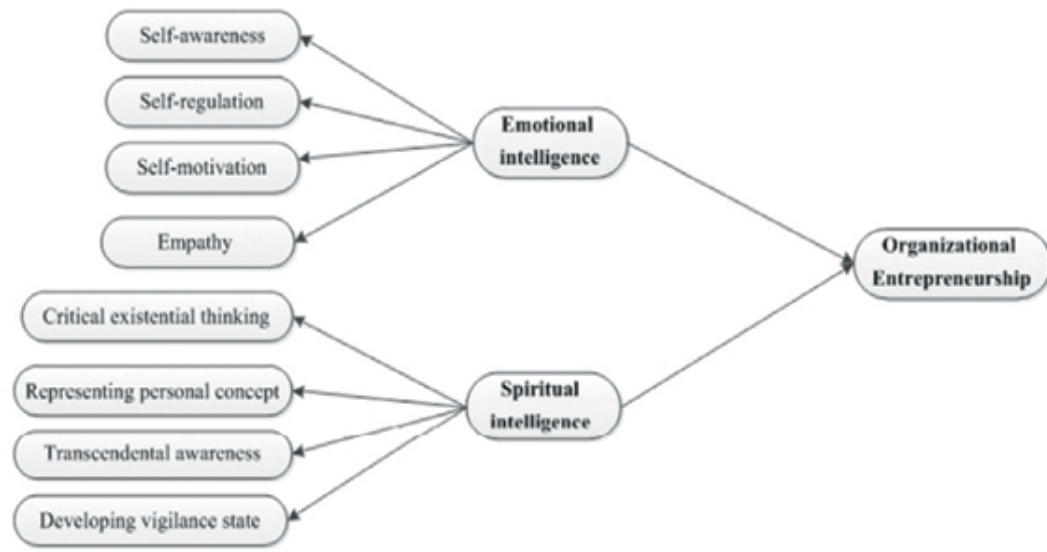 Self-awareness
Self-regulation
Self-motivation
Empathy
Emotional
intelligence
Organizational
Entrepreneurship
Critical existential thinking
Representing personal concept
Transcendental awareness
Developing vigilance state
Spiritual
intelligence